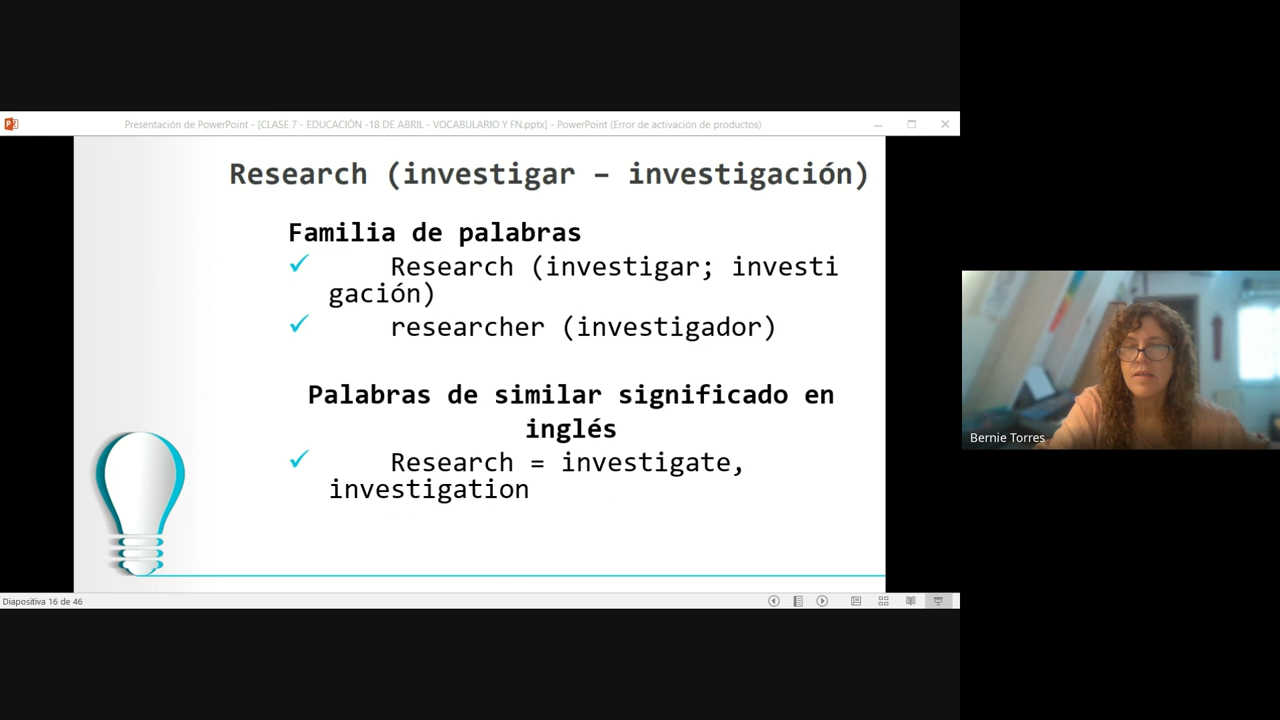 Presentación de PowerPoint - [CLASE 7 - EDUCACIÓN -18 DE ABRIL - VOCABULARIO Y FN.pptx] - PowerPoint (Error de activación de productos)
Research (investigar – investigación)
Familia de palabras
✓ Research (investigar; investi
gación)
✓ researcher (investigador)
Palabras de similar significado en
inglés
✓ Research = investigate,
investigation
Diapositiva 16 de 46
Bernie Torres